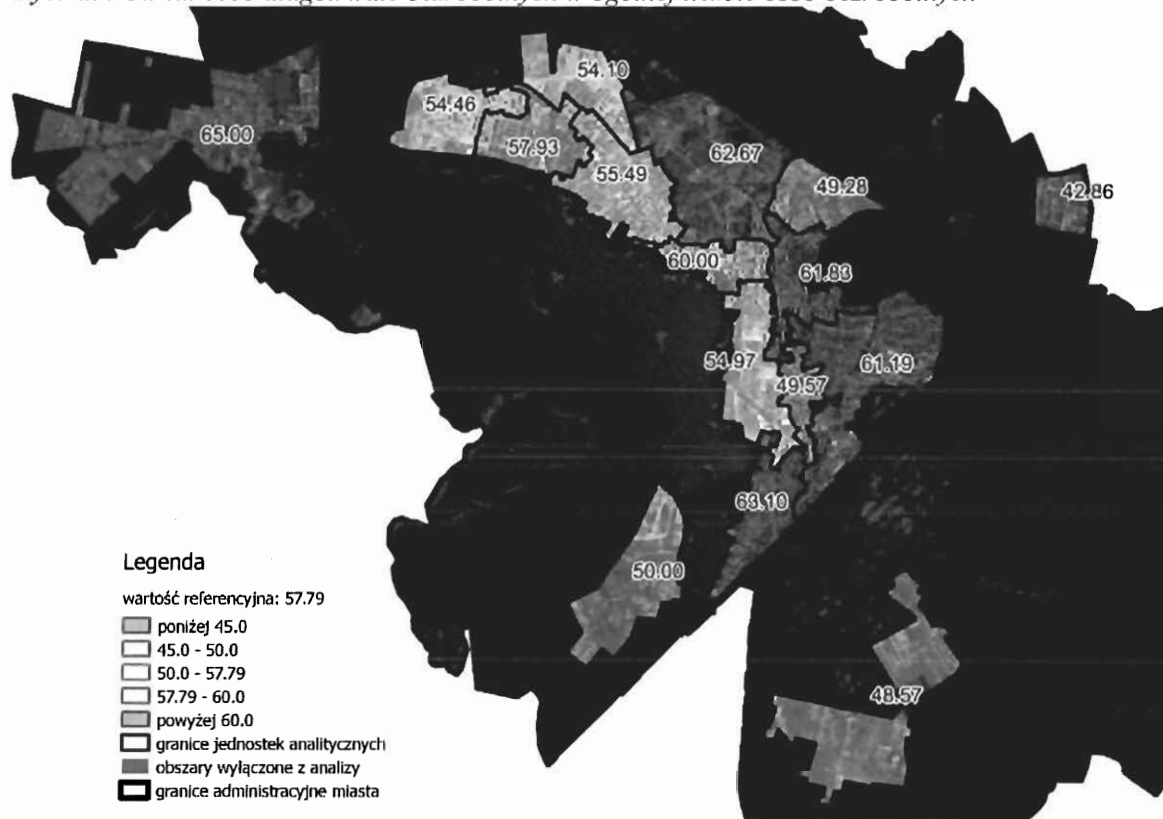 54.10
54.46
65.00
57.93
62.67
55.49
49.28
42.86
60.00
61.83
54.97
61.19
49.57
63.10
50.00
48.57
Legenda
wartość referencyjna: 57.79
poniżej 45.0
45.0 - 50.0
50.0 - 57.79
57.79 - 60.0
powyżej 60.0
granice jednostek analitycznych
obszary wyłączone z analizy
granice administracyjne miasta